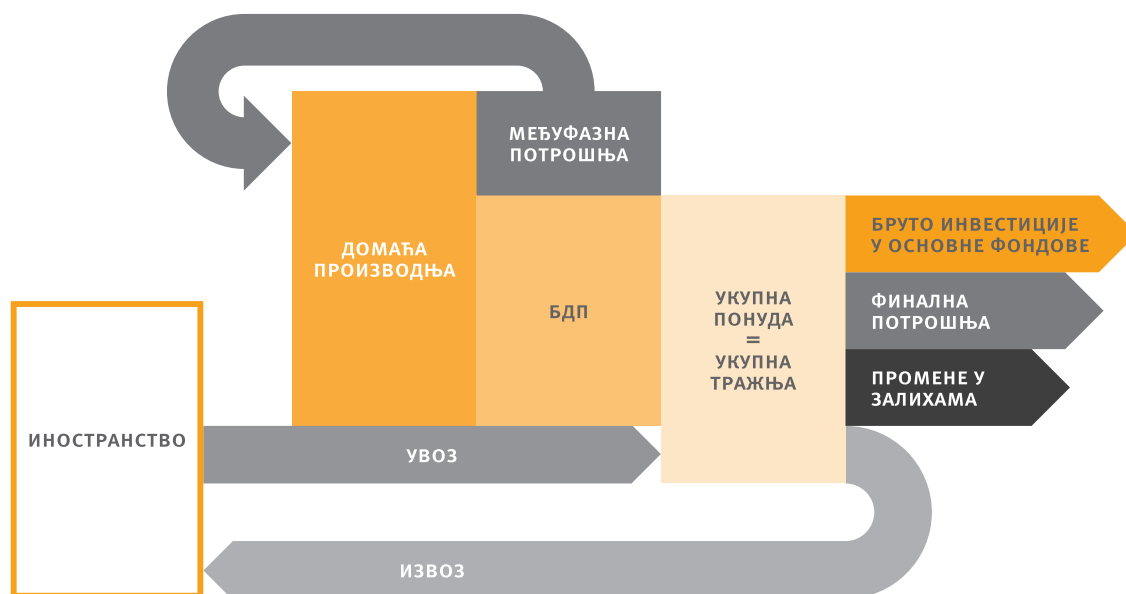 МЕЂУФАЗНА
ПОТРОШЊА
ДОМАЋА
ПРОИЗВОДЊА
БДП
УКУПНА
ПОНУДА
=
УКУПНА
ТРАЖЊА
БРУТО ИНВЕСТИЦИЈЕ
У ОСНОВНЕ ФОНДОВЕ
ФИНАЛНА
ПОТРОШЊА
ПРОМЕНЕ У
ЗАЛИХАМА
ИНОСТРАНСТВО
УВОЗ
ИЗВОЗ